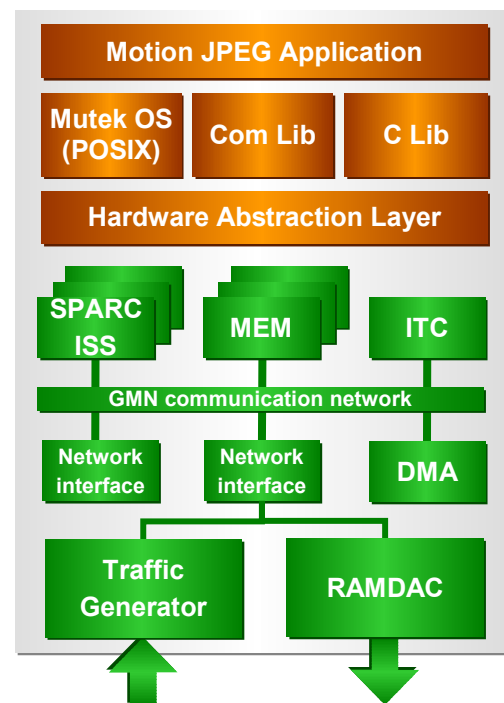 Motion JPEG Application
Mutek OS
(POSIX)
Com Lib
C Lib
Hardware Abstraction Layer
SPARC
ISS
MEM
ITC
GMN communication network
Network
interface
Network
interface
DMA
Traffic
Generator
RAMDAC